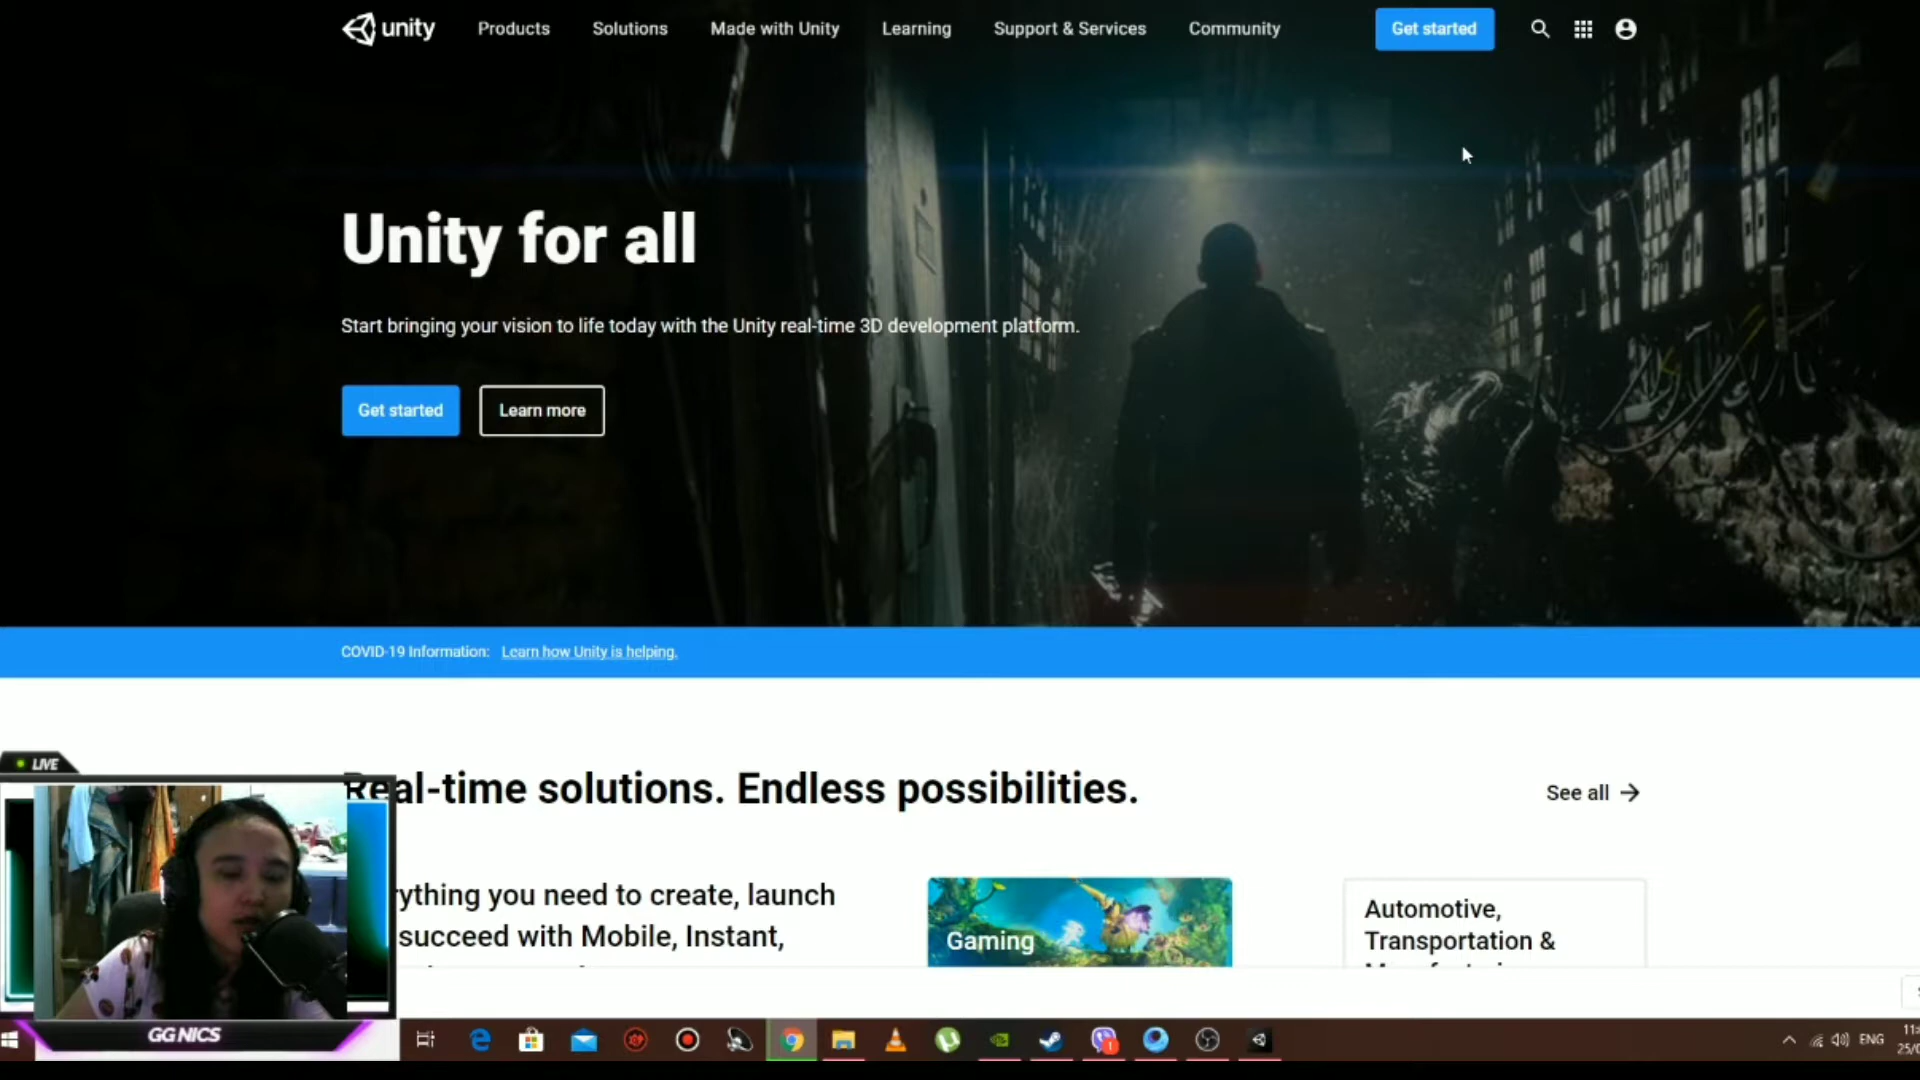 unity
Products
Solutions
Made with Unity
Learning
Support & Services
Community
Get started
Unity for all
Start bringing your vision to life today with the Unity real-time 3D development platform.
Get started
Learn more
COVID-19 Information: Learn how Unity is helping.
LIVE
Real-time solutions. Endless possibilities.
See all
rything you need to create, launch
succeed with Mobile, Instant,
Gaming
Automotive,
Transportation &
GG NICS
1
ENG